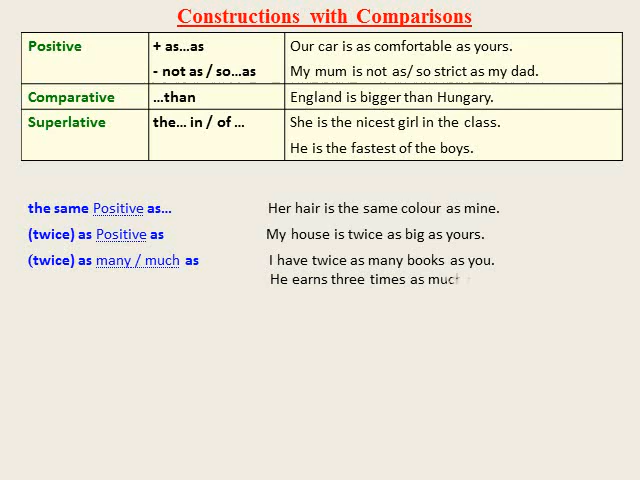 Constructions with Comparisons
Positive + as...as Our car is as comfortable as yours.
- not as / so...as My mum is not as/ so strict as my dad.
Comparative ...than England is bigger than Hungary.
Superlative the... in / of ... She is the nicest girl in the class.
He is the fastest of the boys.
the same Positive as... Her hair is the same colour as mine.
(twice) as Positive as My house is twice as big as yours.
(twice) as many / much as I have twice as many books as you.
He earns three times as much